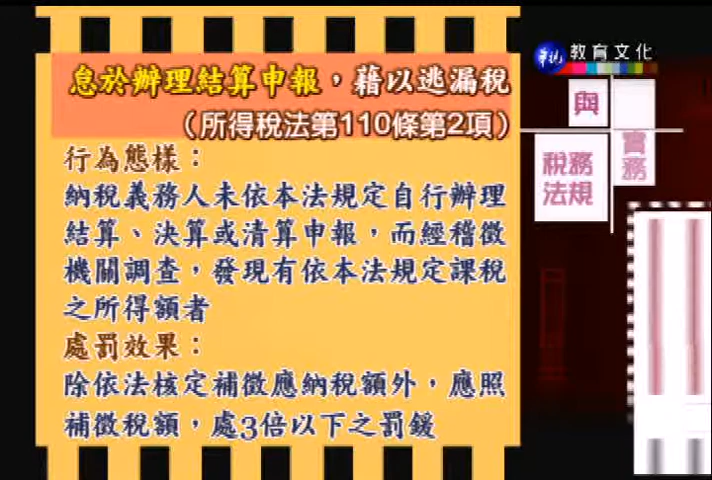 怠於辦理結算申報，藉以逃漏稅
（所得稅法第110條第2項）
行為態樣：
納稅義務人未依本法規定自行辦理
結算、決算或清算申報，而經稽徵
機關調查，發現有依本法規定課稅
之所得額者
處罰效果：
除依法核定補徵應納稅額外，應照
補徵稅額，處3倍以下之罰鍰
華視 教育文化
與
實務
稅務
法規